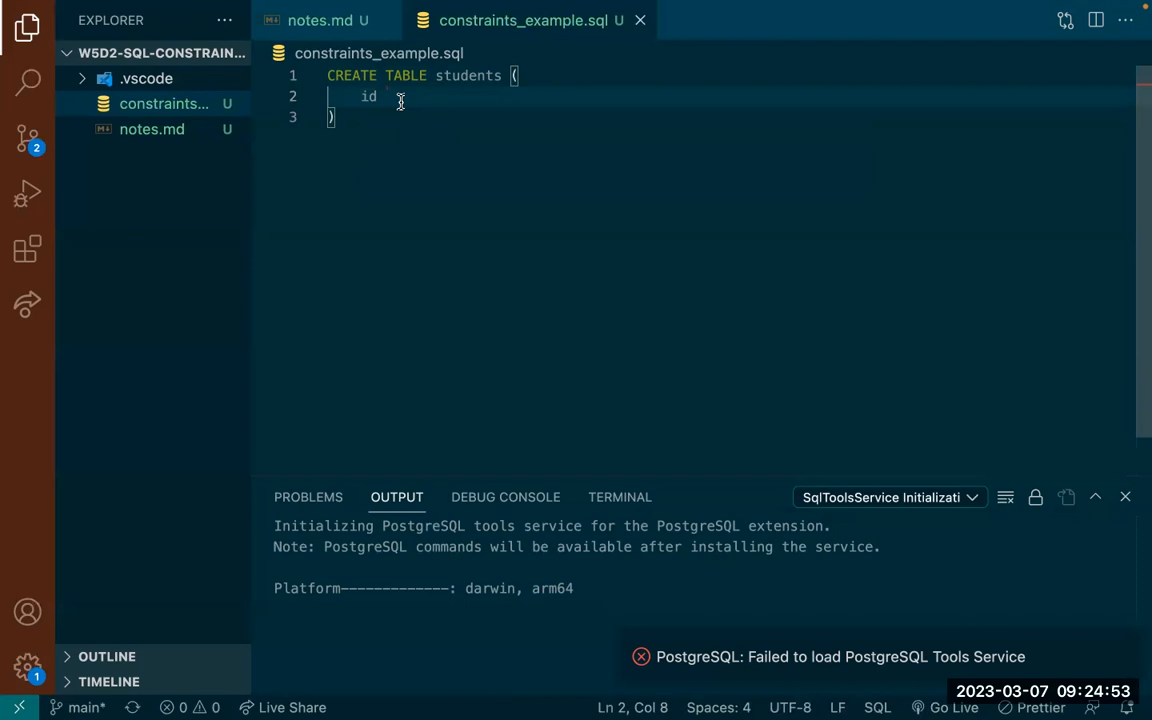 EXPLORER
notes.md U
constraints_example.sql U
W5D2-SQL-CONSTRAIN...
constraints_example.sql
.vscode
constraints... U
notes.md U
1 CREATE TABLE students (
2 id
3 )
2
PROBLEMS OUTPUT DEBUG CONSOLE TERMINAL
SqlToolsService Initializati
Initializing PostgreSQL tools service for the PostgreSQL extension.
Note: PostgreSQL commands will be available after installing the service.
Platform-------------: darwin, arm64
PostgreSQL: Failed to load PostgreSQL Tools Service
OUTLINE
TIMELINE
1
2023-03-07 09:24:53
main* 0 0 Live Share
Ln 2, Col 8 Spaces: 4 UTF-8 LF SQL Go Live Prettier